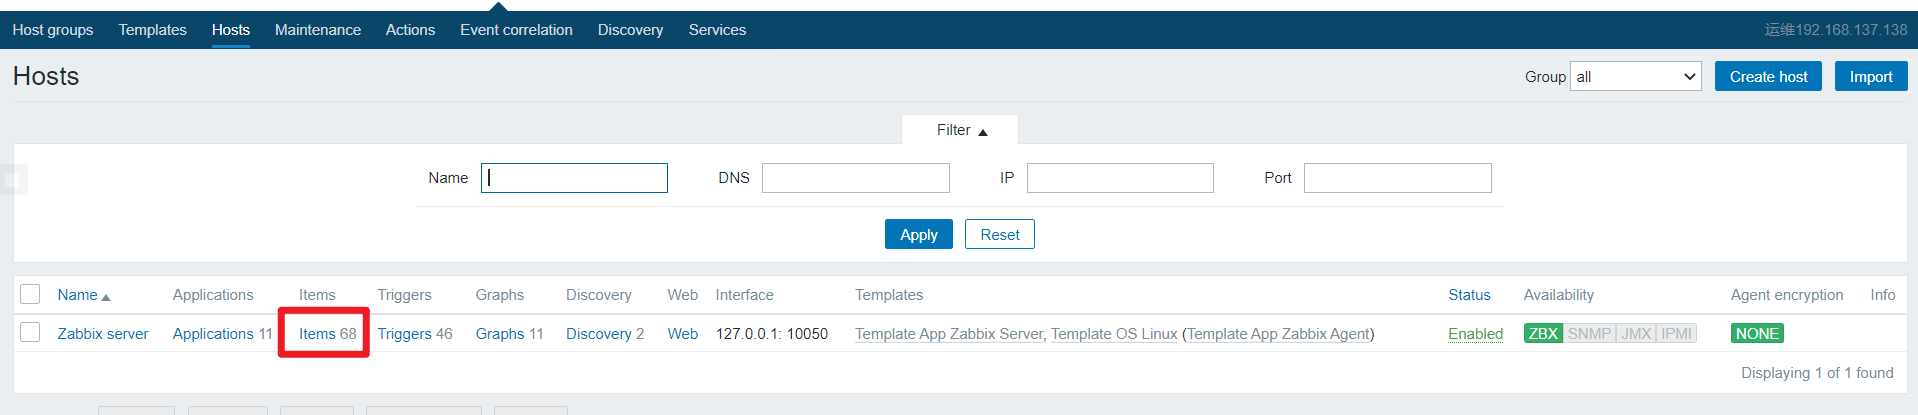 Host groups Templates Hosts Maintenance Actions Event correlation Discovery Services 运维192.168.137.138
Hosts Group all Create host Import
Filter
Name DNS IP Port
Apply Reset
Name Applications Items Triggers Graphs Discovery Web Interface Templates Status Availability Agent encryption Info
Zabbix server Applications 11 Items 68 Triggers 46 Graphs 11 Discovery 2 Web 127.0.0.1: 10050 Template App Zabbix Server, Template OS Linux (Template App Zabbix Agent) Enabled ZBX SNMP JMX IPMI NONE
Displaying 1 of 1 found